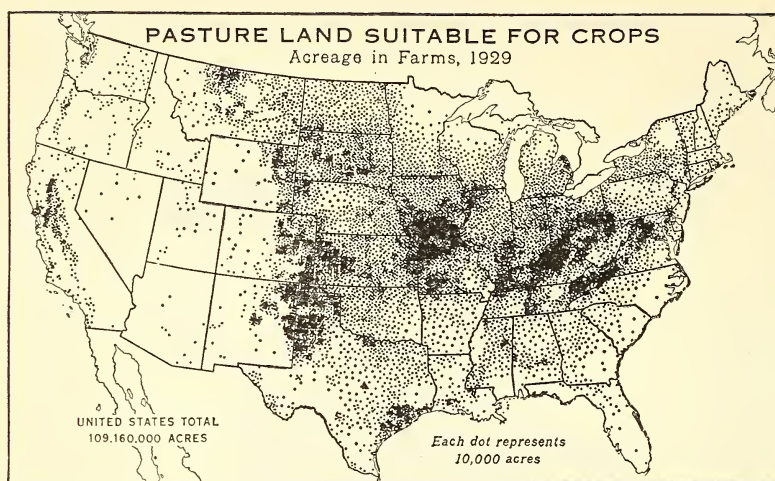 PASTURE LAND SUITABLE FOR CROPS
Acreage in Farms, 1929
UNITED STATES TOTAL
109,160,000 ACRES
Each dot represents
10,000 acres